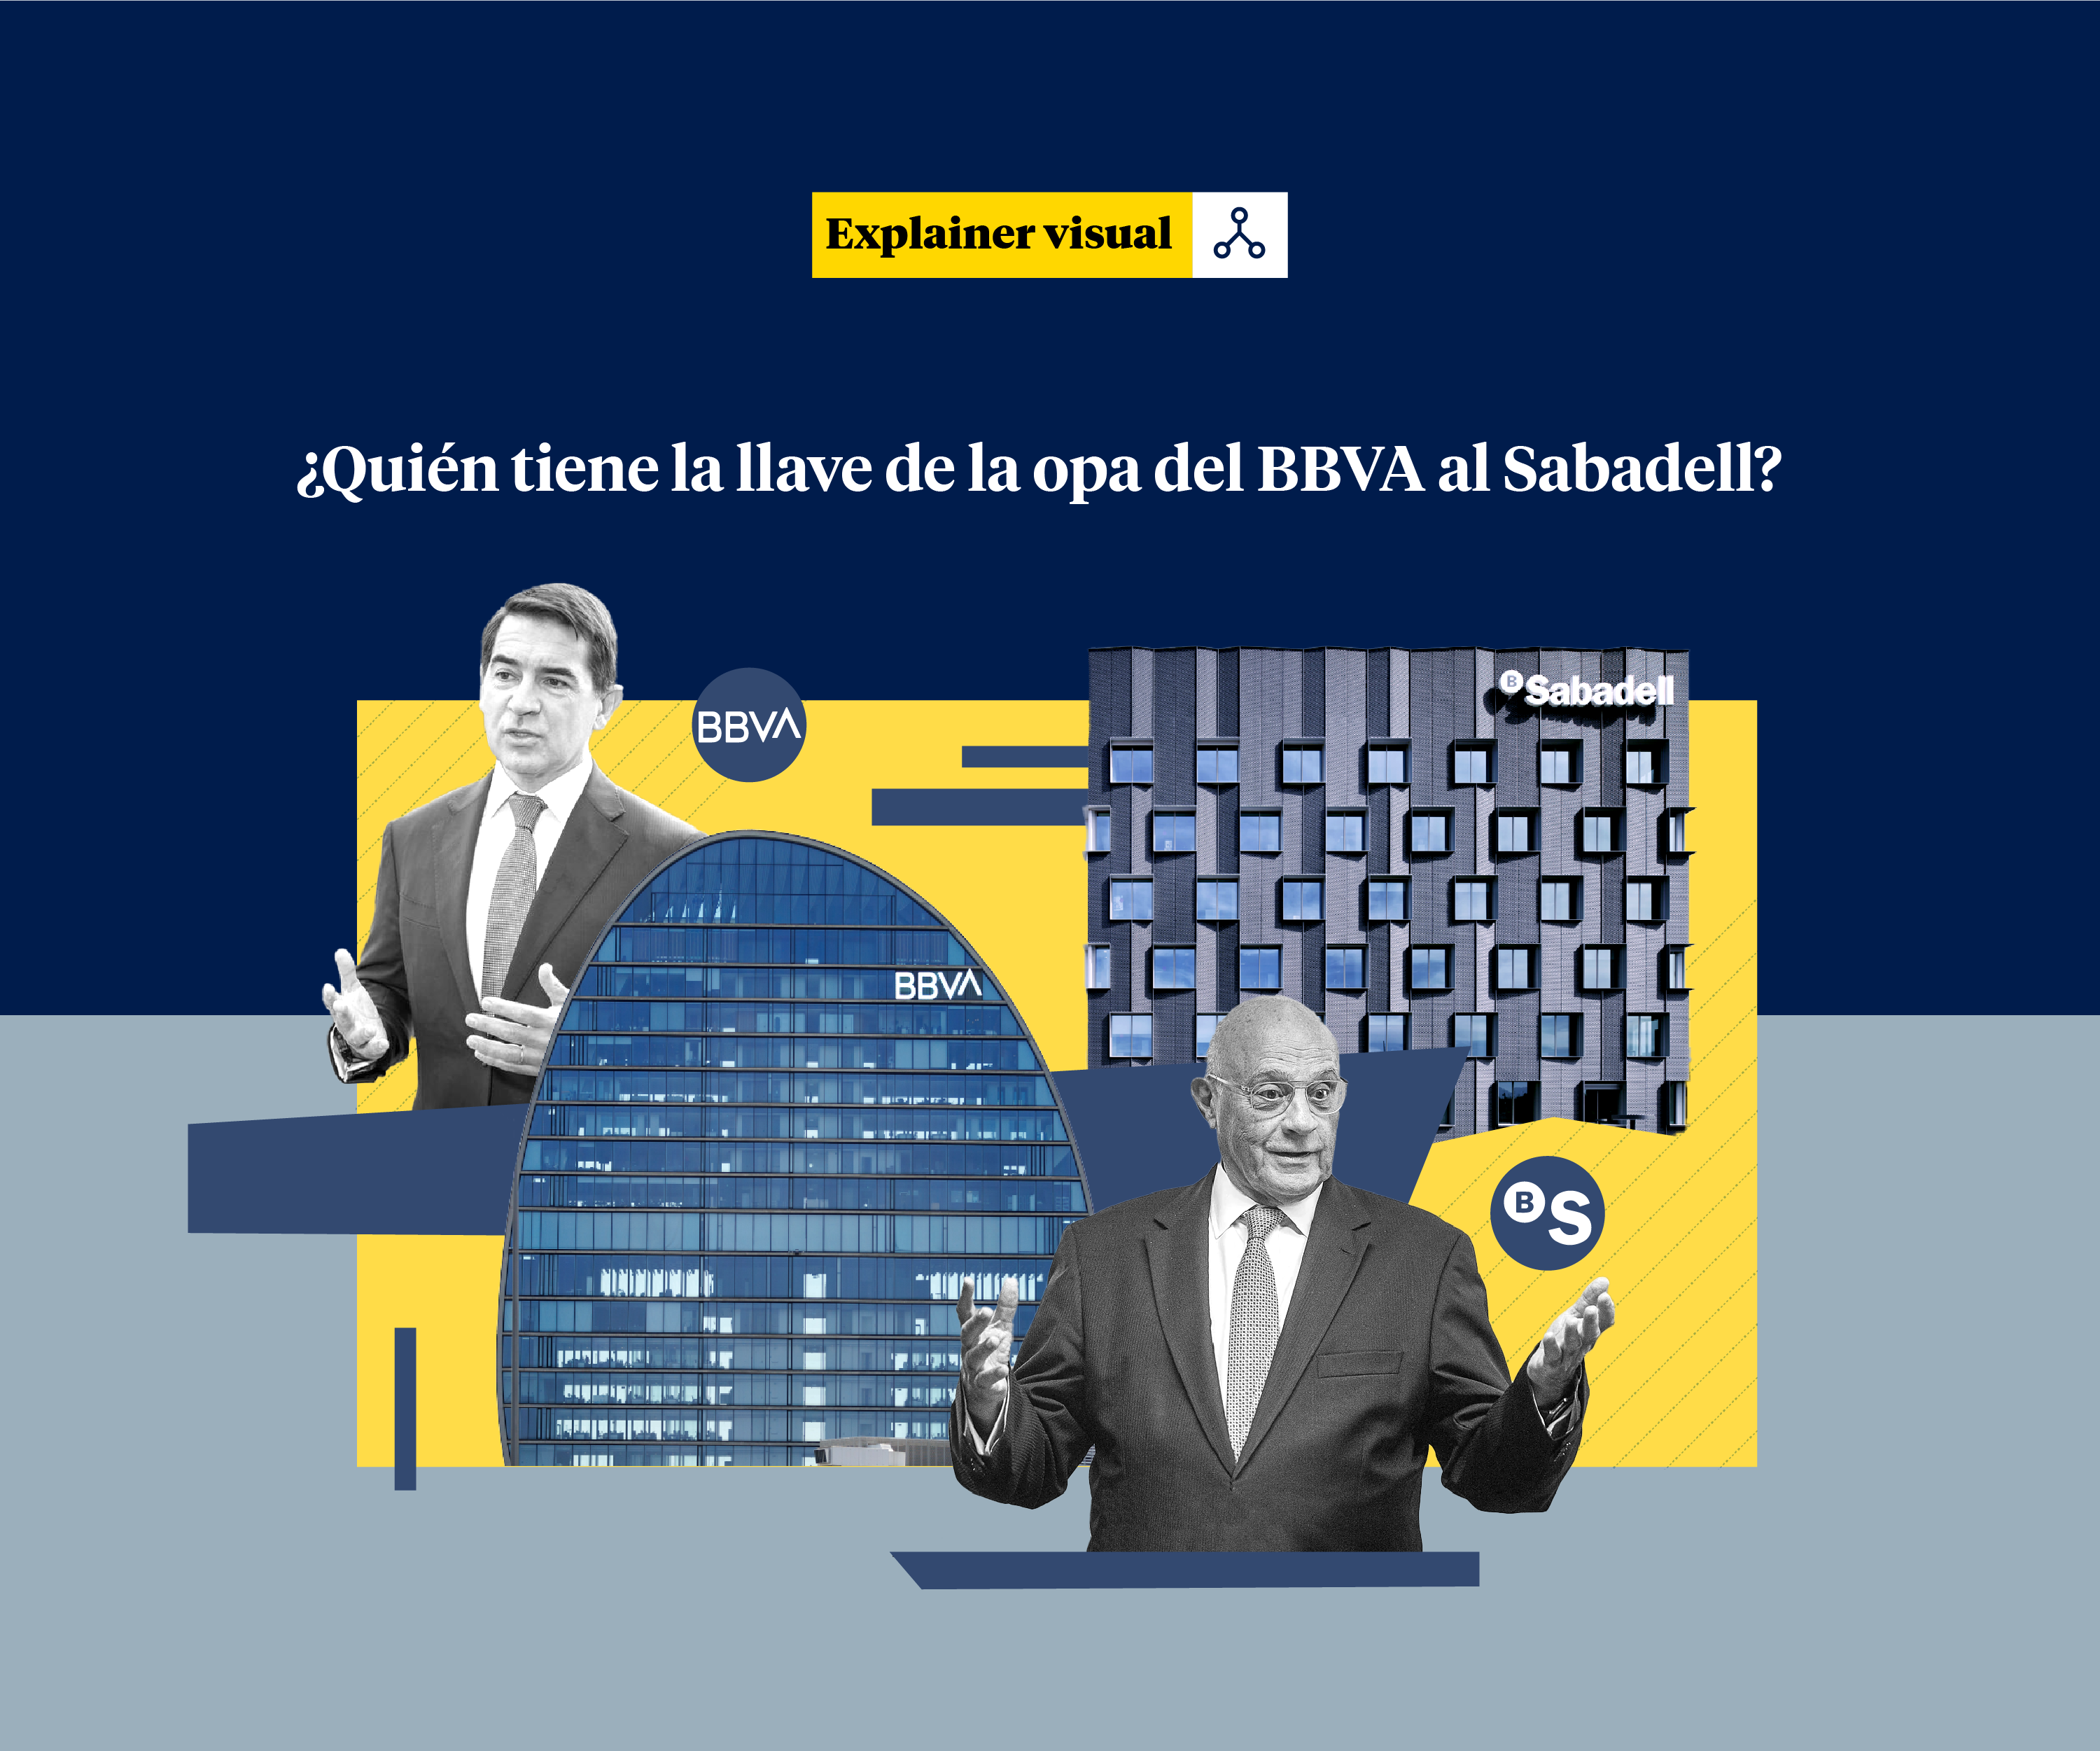 Explainer visual
¿Quién tiene la llave de la opa del BBVA al Sabadell?
BBVA
B Sabadell
BBVA
B S